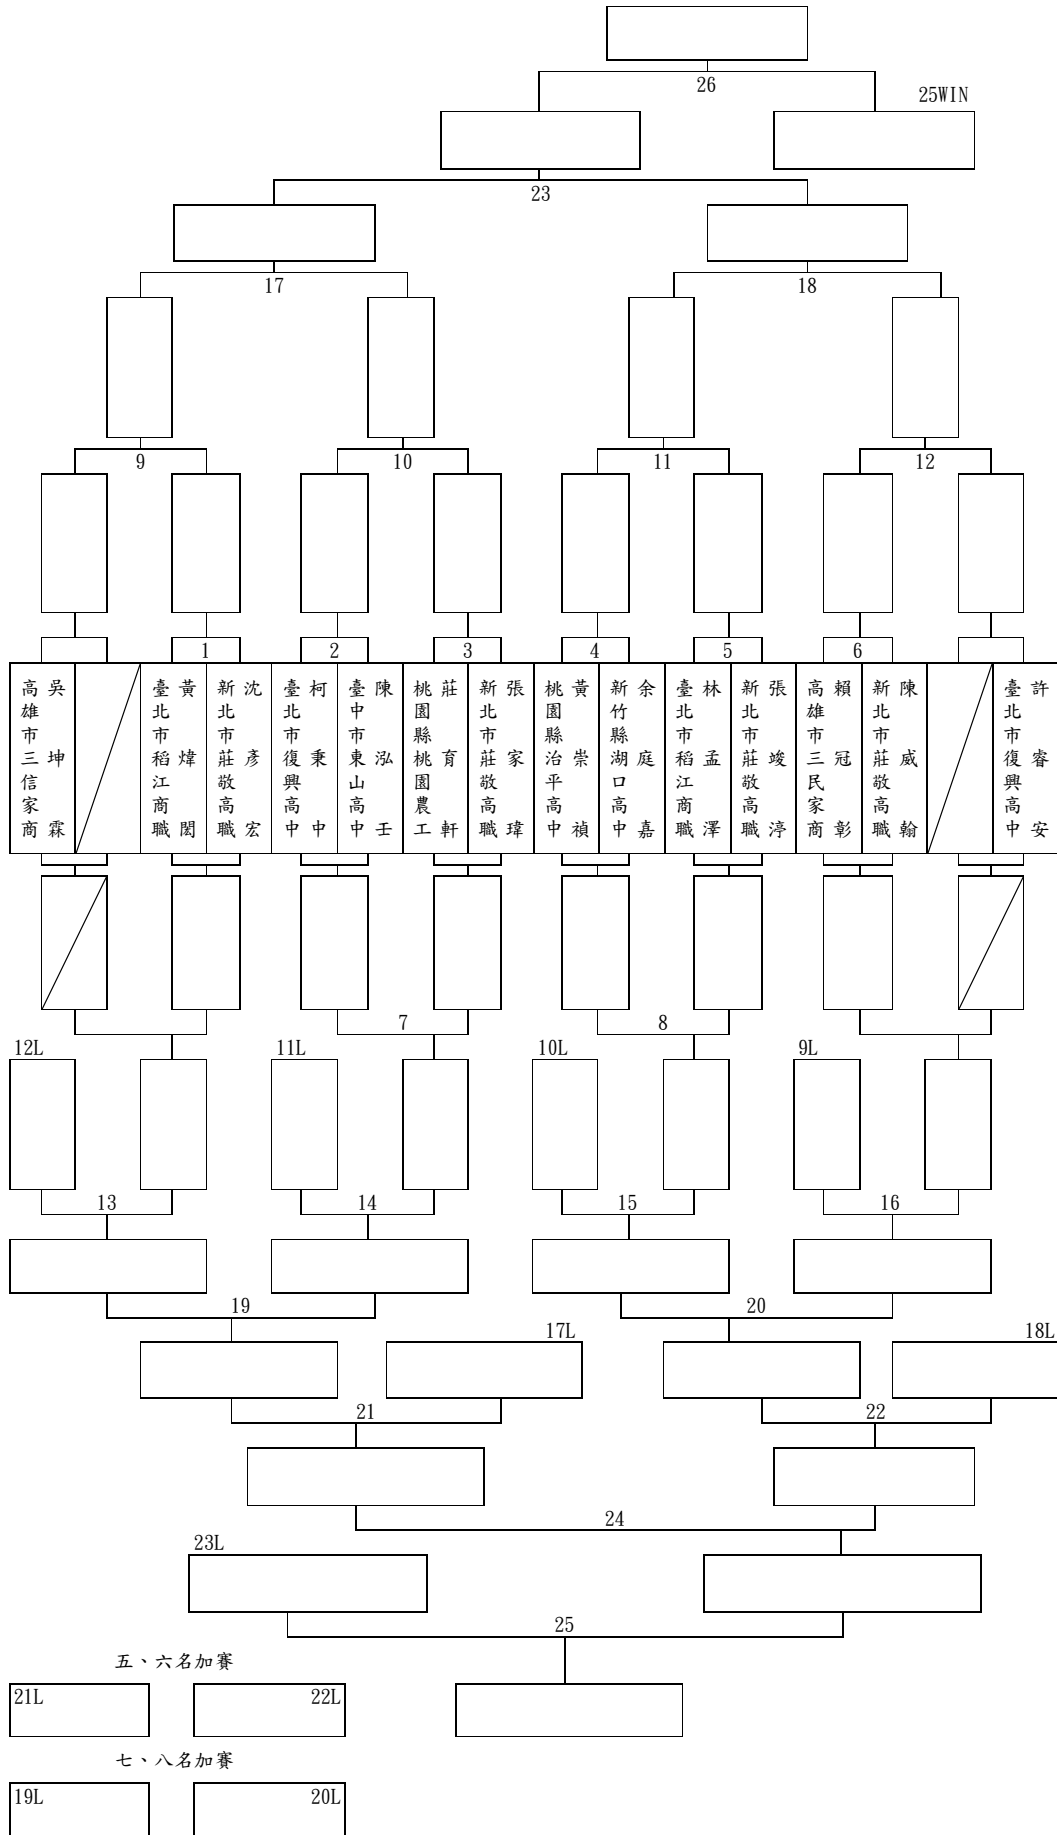 26
25WIN
23
17
18
9
10
11
12
1
2
3
4
5
6
高雄市三信家商
吳坤霖
臺北市稻江商職
黃煒閎
新北市莊敬高職
沈彥宏
臺北市復興高中
柯秉中
臺中市東山高中
陳泓壬
桃園縣桃園農工
莊育軒
新北市莊敬高職
張家瑋
桃園縣治平高中
黃崇禎
新竹縣湖口高中
余庭嘉
臺北市稻江商職
林孟澤
新北市莊敬高職
張竣渟
高雄市三民家商
賴冠彰
新北市莊敬高職
陳威翰
臺北市復興高中
許睿安
7
8
12L
11L
10L
9L
13
14
15
16
19
20
17L
18L
21
22
24
23L
25
五、六名加賽
21L
22L
七、八名加賽
19L
20L